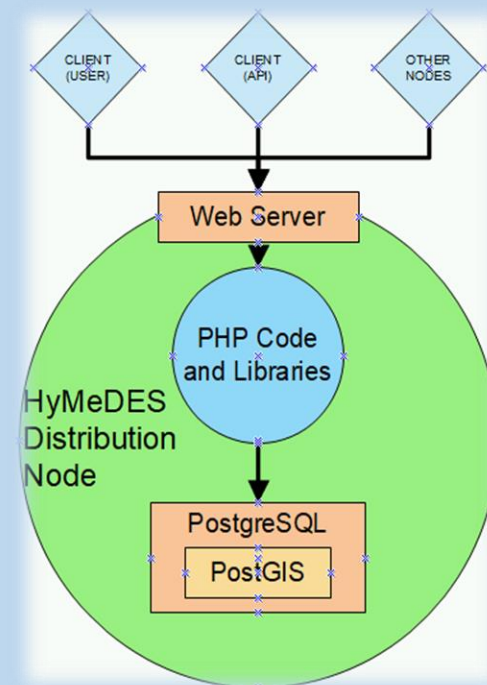 CLIENT
(USER)
CLIENT
(API)
OTHER
NODES
Web Server
PHP Code
and Libraries
HyMeDES
Distribution
Node
PostgreSQL
PostGIS